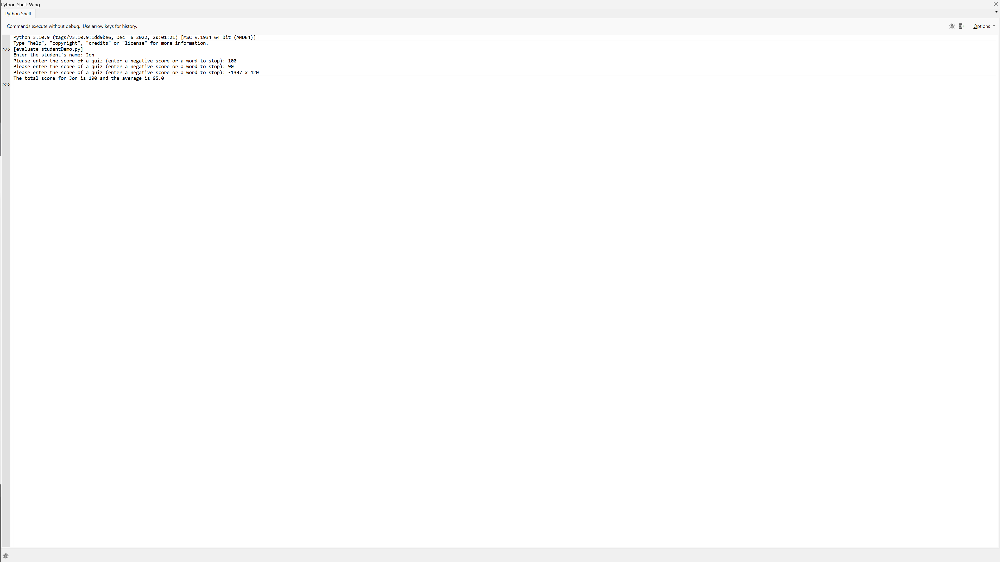 Python Shell: Wing
Python Shell
Commands execute without debug.  Use arrow keys for history.
Options
Python 3.10.9 (tags/v3.10.9:1dd9be6, Dec  6 2022, 20:01:21) [MSC v.1934 64 bit (AMD64)]
Type "help", "copyright", "credits" or "license" for more information.
>>> [evaluate studentDemo.py]
Enter the student's name: Jon
Please enter the score of a quiz (enter a negative score or a word to stop): 100
Please enter the score of a quiz (enter a negative score or a word to stop): 90
Please enter the score of a quiz (enter a negative score or a word to stop): -1337 x 420
The total score for Jon is 190 and the average is 95.0
>>>